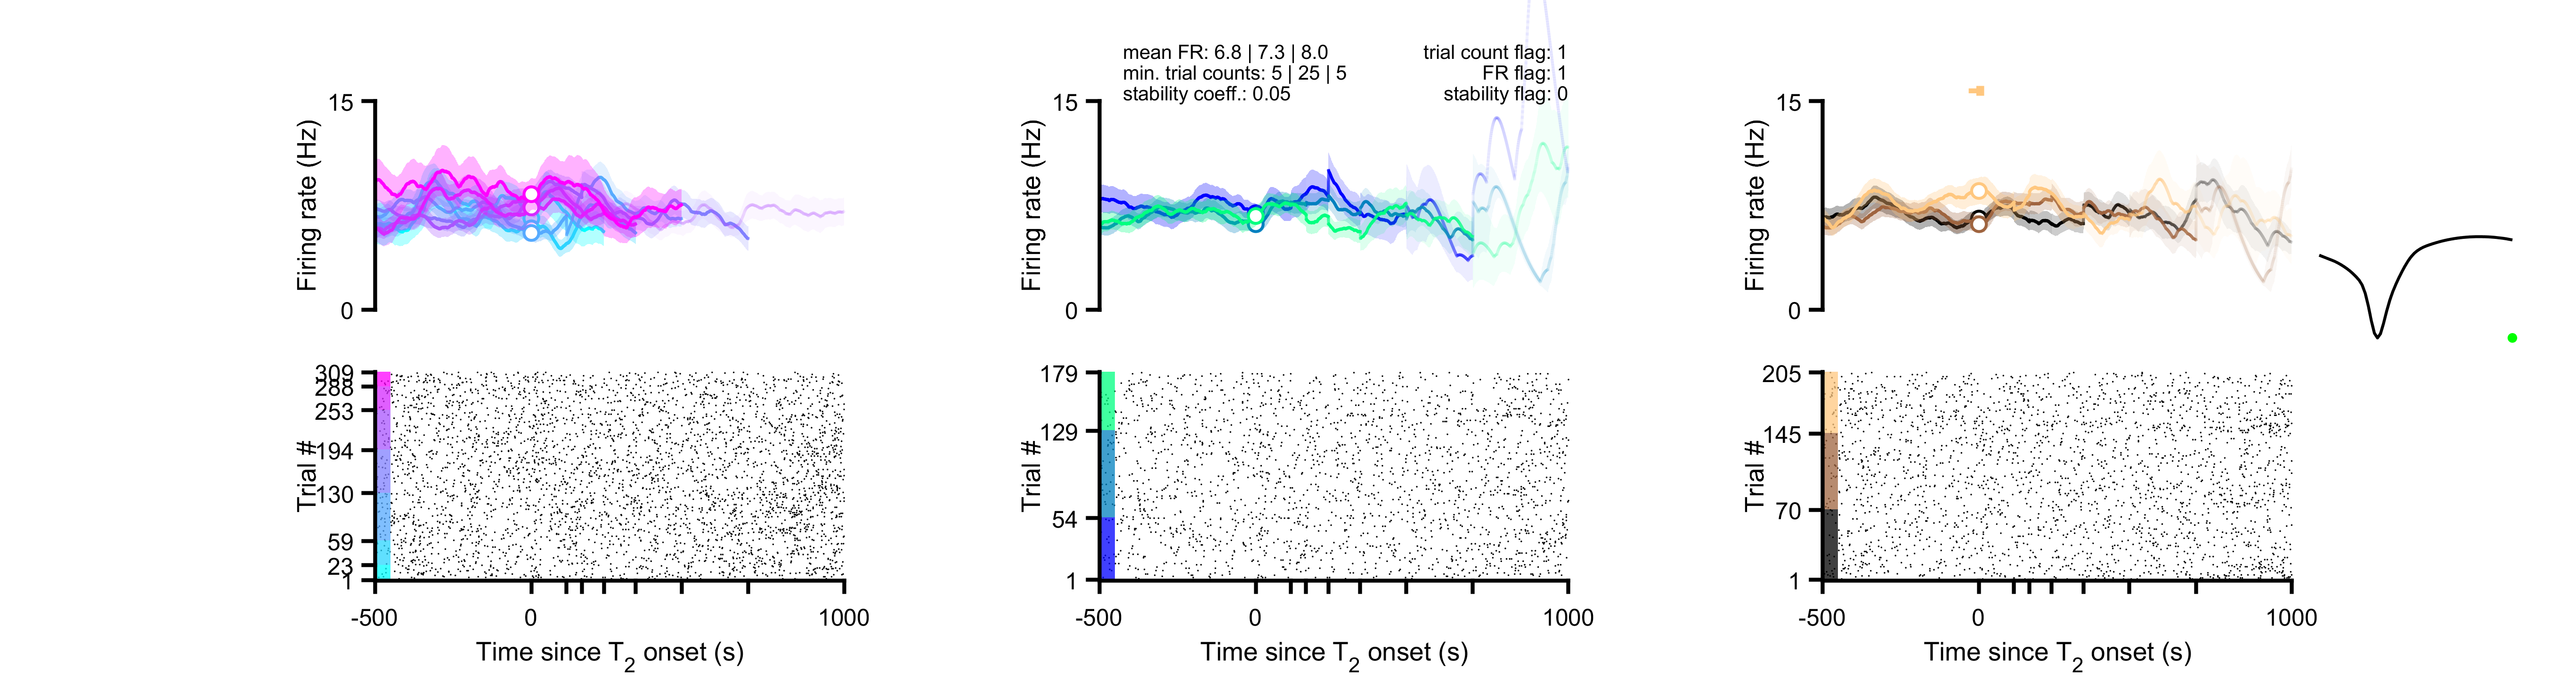 mean FR: 6.8 | 7.3 | 8.0
min. trial counts: 5 | 25 | 5
stability coeff.: 0.05
trial count flag: 1
FR flag: 1
stability flag: 0
Firing rate (Hz)
15
0
Firing rate (Hz)
15
0
Firing rate (Hz)
15
0
Trial #
309
288
253
194
130
59
23
1
-500
0
1000
Time since T2 onset (s)
Trial #
179
129
54
1
-500
0
1000
Time since T2 onset (s)
Trial #
205
145
70
1
-500
0
1000
Time since T2 onset (s)